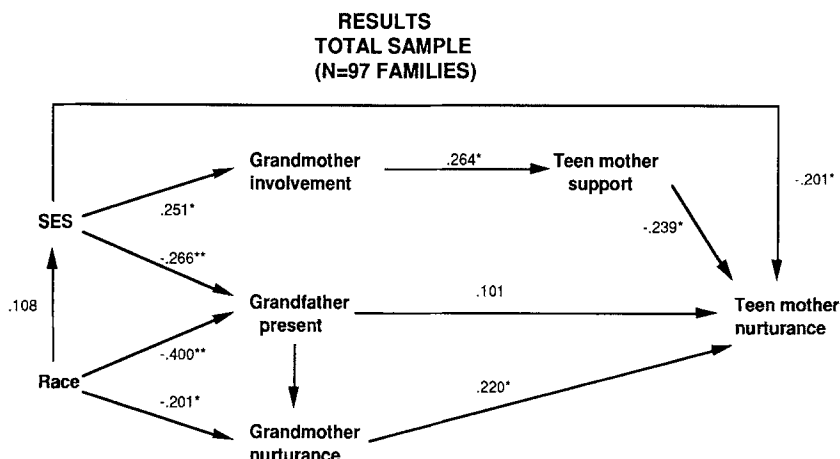 RESULTS
TOTAL SAMPLE
(N=97 FAMILIES)
Grandmother
involvement
.264*
Teen mother
support
-.201*
.251*
SES
-.239*
-.266**
.108
Grandfather
present
.101
Teen mother
nurturance
-.400**
Race
-.201*
.220*
Grandmother
nurturance